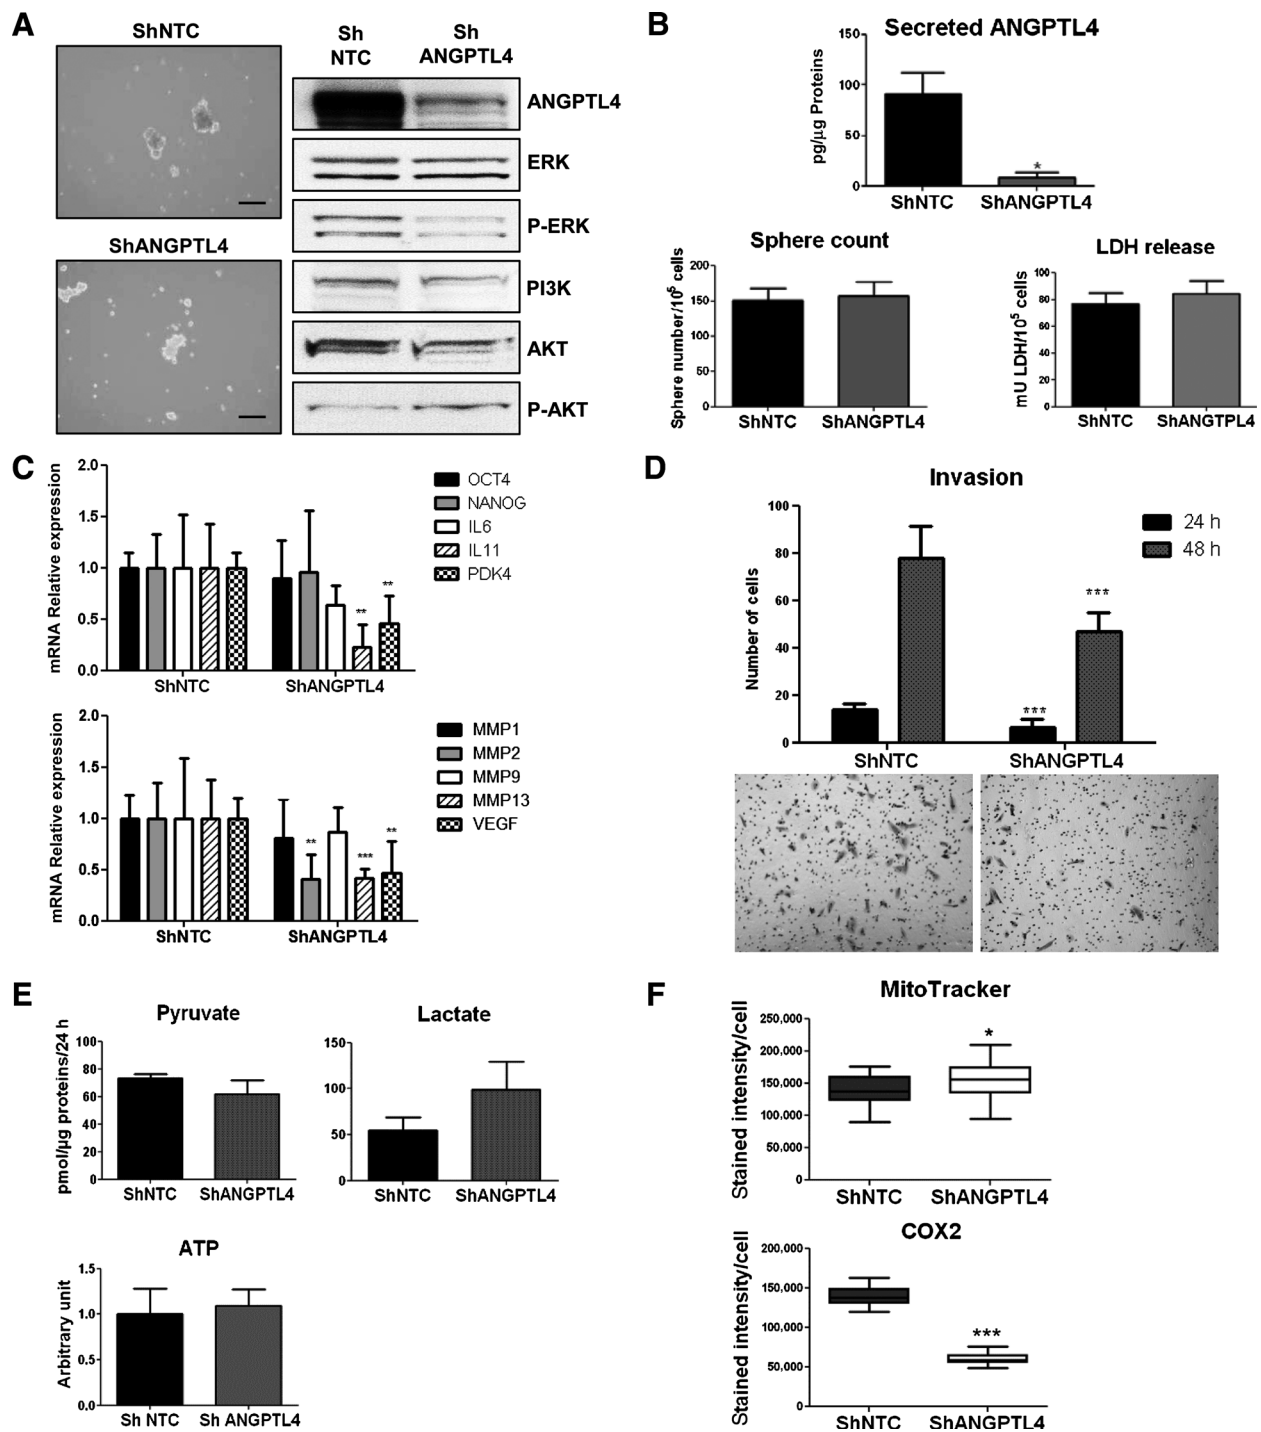 A
ShNTC
ShANGPTL4
Sh
NTC
Sh
ANGPTL4
ANGPTL4
ERK
P-ERK
PI3K
AKT
P-AKT
B
Secreted ANGPTL4
pg/µg Proteins
150
100
50
0
*
ShNTC ShANGPTL4
Sphere count
Sphere number/10⁵ cells
200
150
100
50
0
ShNTC ShANGPTL4
LDH release
mU LDH/10⁵ cells
100
80
60
40
20
0
ShNTC ShANGTPL4
C
mRNA Relative expression
2.0
1.5
1.0
0.5
0.0
** **
ShNTC ShANGPTL4
OCT4
NANOG
IL6
IL11
PDK4
mRNA Relative expression
2.0
1.5
1.0
0.5
0.0
** *** **
ShNTC ShANGPTL4
MMP1
MMP2
MMP9
MMP13
VEGF
D
Invasion
Number of cells
100
80
60
40
20
0
*** ***
ShNTC ShANGPTL4
24 h
48 h
E
Pyruvate
pmol/µg proteins/24 h
100
80
60
40
20
0
ShNTC ShANGPTL4
Lactate
150
100
50
0
ShNTC ShANGPTL4
ATP
Arbitrary unit
1.5
1.0
0.5
0.0
Sh NTC Sh ANGPTL4
F
MitoTracker
Stained intensity/cell
250,000
200,000
150,000
100,000
50,000
0
*
ShNTC ShANGPTL4
COX2
Stained intensity/cell
200,000
150,000
100,000
50,000
0
***
ShNTC ShANGPTL4